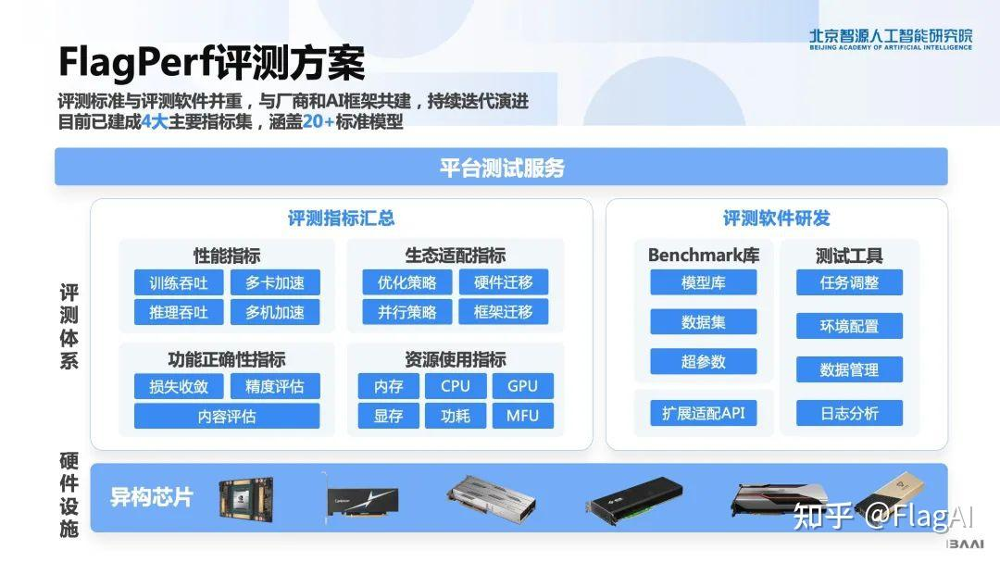 北京智源人工智能研究院
BEIJING ACADEMY OF ARTIFICIAL INTELLIGENCE
FlagPerf评测方案
评测标准与评测软件并重，与厂商和AI框架共建，持续迭代演进
目前已建成4大主要指标集，涵盖20+标准模型
平台测试服务
评测体系
评测指标汇总
性能指标
训练吞吐 多卡加速
推理吞吐 多机加速
生态适配指标
优化策略 硬件迁移
并行策略 框架迁移
功能正确性指标
损失收敛 精度评估
内容评估
资源使用指标
内存 CPU GPU
显存 功耗 MFU
评测软件研发
Benchmark库
模型库
数据集
超参数
扩展适配API
测试工具
任务调整
环境配置
数据管理
日志分析
硬件设施
异构芯片
知乎 @FlagAI
BAAI